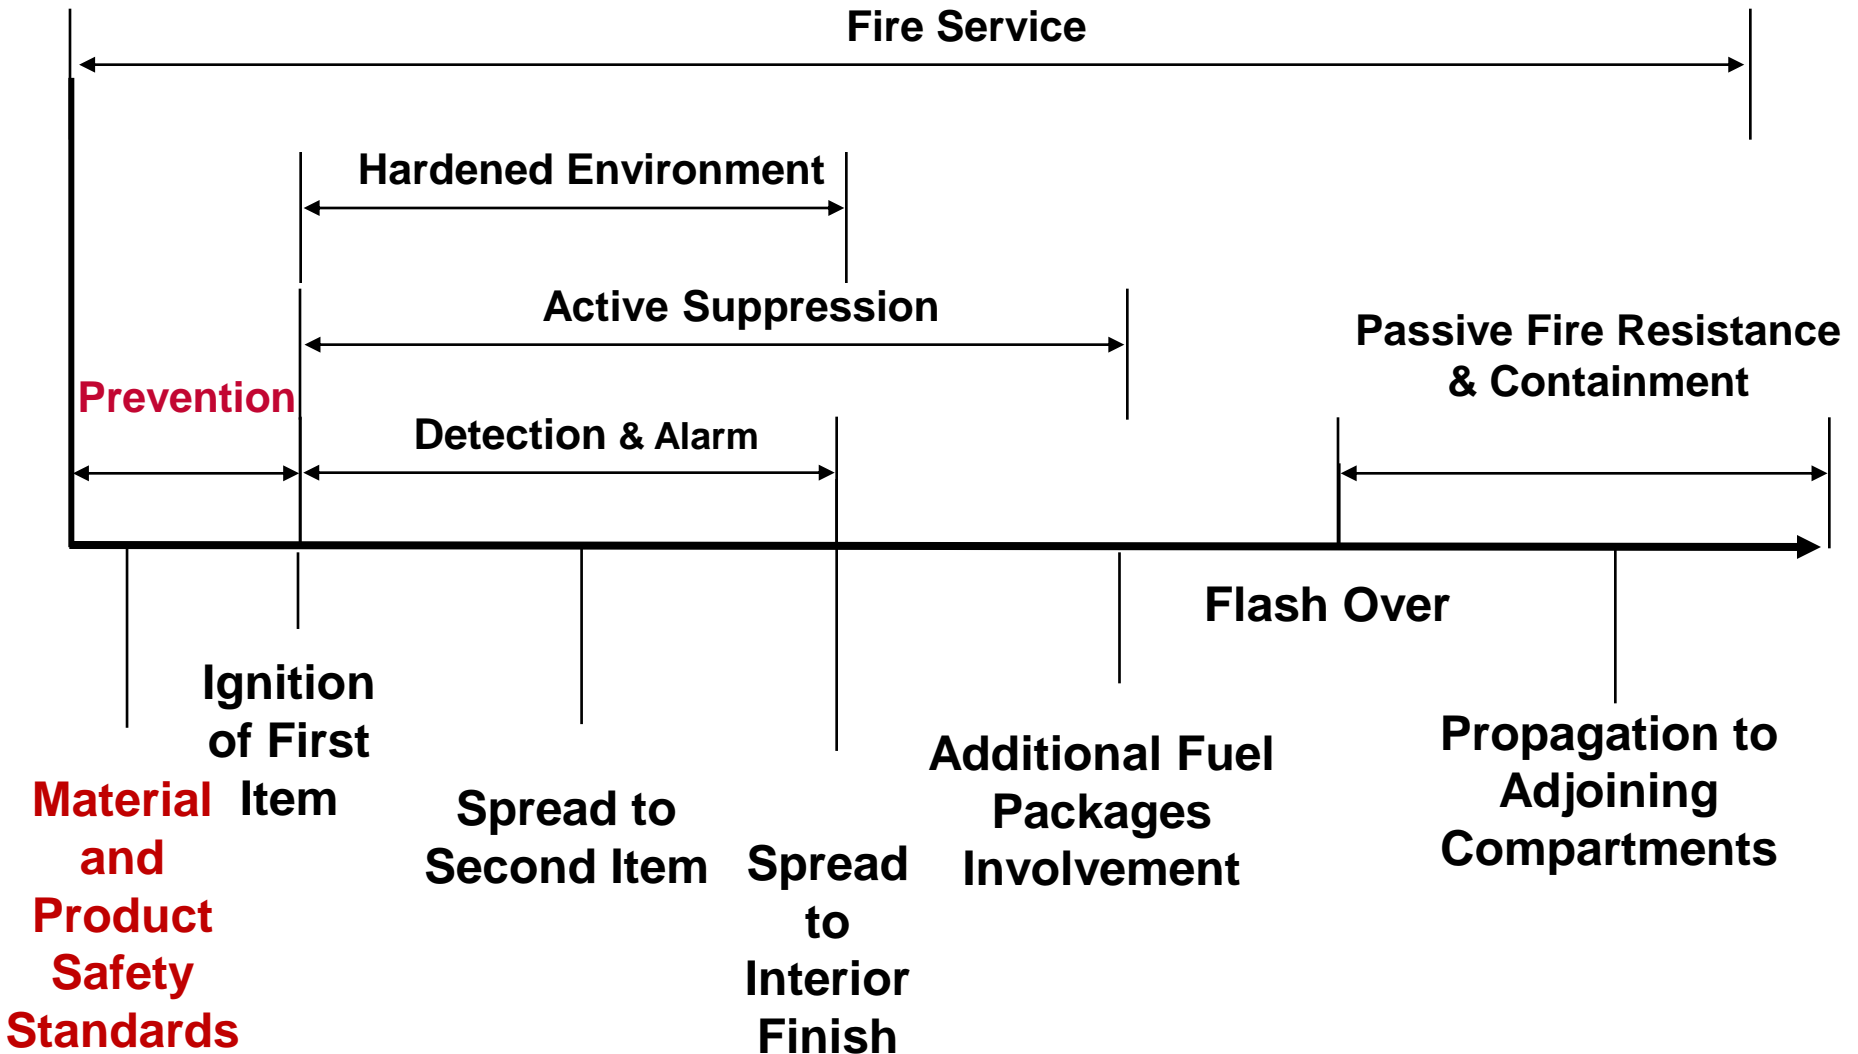 Fire Service
Hardened Environment
Active Suppression
Passive Fire Resistance
& Containment
Prevention
Detection & Alarm
Flash Over
Ignition
of First
Item
Material
and
Product
Safety
Standards
Spread to
Second Item
Spread
to
Interior
Finish
Additional Fuel
Packages
Involvement
Propagation to
Adjoining
Compartments